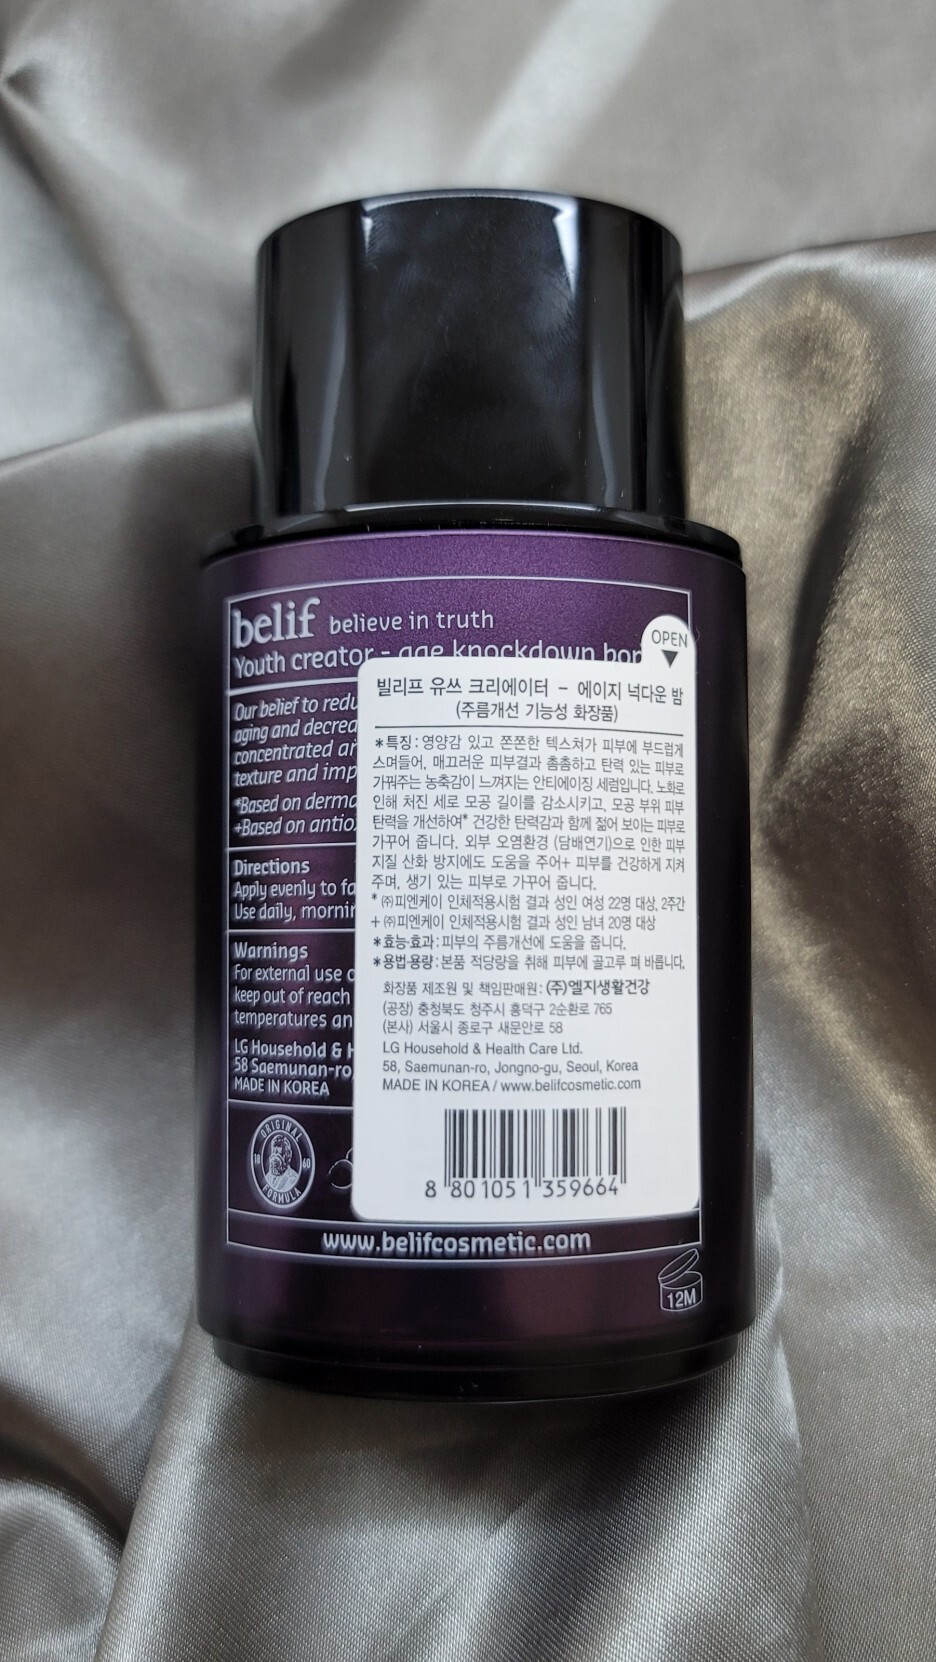 belif believe in truth
Youth creator - age knockdown
Our belief to
aging and
concentrated
texture and
*Based on
+Based on
Directions
Apply evenly to
Use daily,
Warnings
For external use
keep out of reach
temperatures
LG Household &
58 Saemunan-ro,
MADE IN KOREA
ORIGINAL
18 60
FORMULA
OPEN
빌리프 유쓰 크리에이터 - 에이지 넉다운 밤
(주름개선 기능성 화장품)
*특징: 영양감 있고 쫀쫀한 텍스쳐가 피부에 부드럽게
스며들어, 매끄러운 피부결과 촘촘하고 탄력 있는 피부로
가꿔주는 농축감이 느껴지는 안티에이징 세럼입니다. 노화로
인해 처진 세로 모공 길이를 감소시키고, 모공 부위 피부
탄력을 개선하여* 건강한 탄력감과 함께 젊어 보이는 피부로
가꾸어 줍니다. 외부 오염환경 (담배연기)으로 인한 피부
지질 산화 방지에도 도움을 주어+ 피부를 건강하게 지켜
주며, 생기 있는 피부로 가꾸어 줍니다.
* ㈜피엔케이 인체적용시험 결과 성인 여성 22명 대상, 2주간
+ ㈜피엔케이 인체적용시험 결과 성인 남녀 20명 대상
*효능·효과: 피부의 주름개선에 도움을 줍니다.
*용법·용량: 본품 적당량을 취해 피부에 골고루 펴 바릅니다.
화장품 제조원 및 책임판매원: (주)엘지생활건강
(공장) 충청북도 청주시 흥덕구 2순환로 765
(본사) 서울시 종로구 새문안로 58
LG Household & Health Care Ltd.
58, Saemunan-ro, Jongno-gu, Seoul, Korea
MADE IN KOREA / www.belifcosmetic.com
8 801051 359664
www.belifcosmetic.com
12M